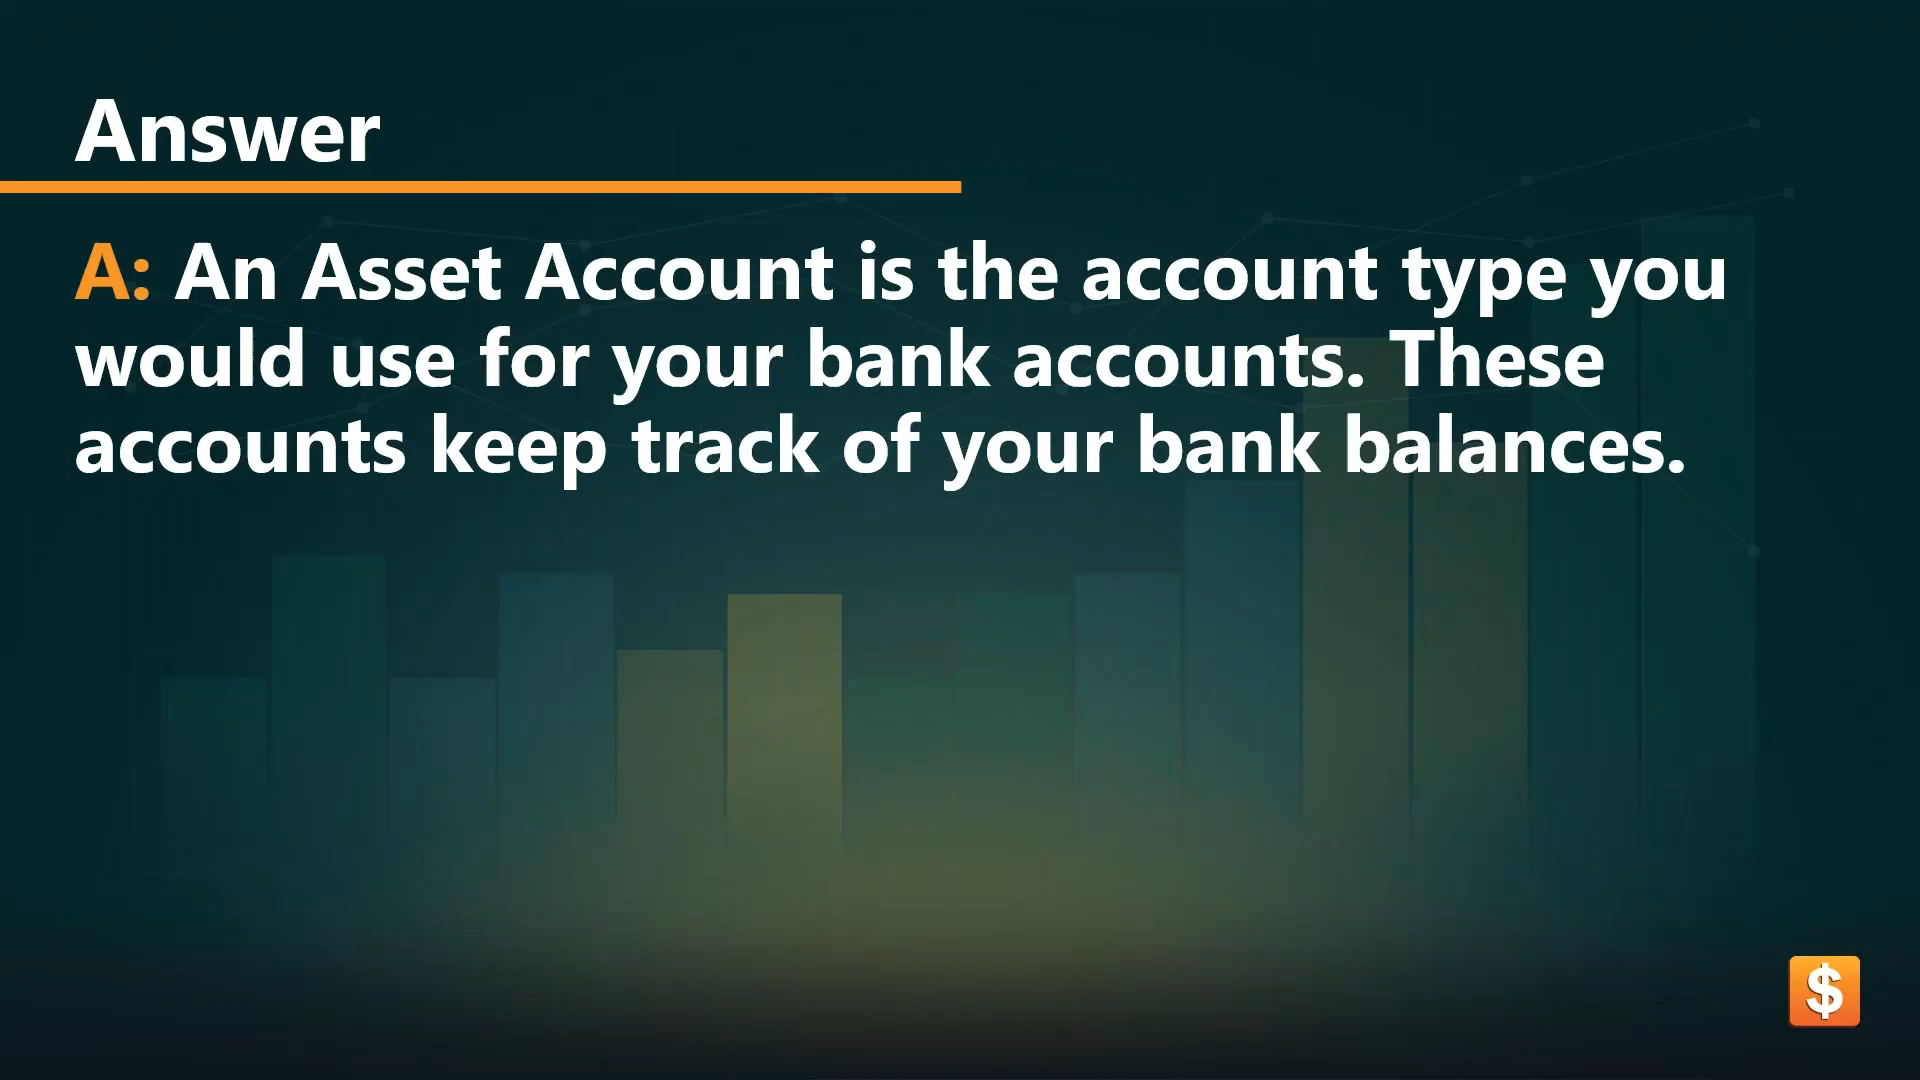 Answer
A: An Asset Account is the account type you
would use for your bank accounts. These
accounts keep track of your bank balances.
$